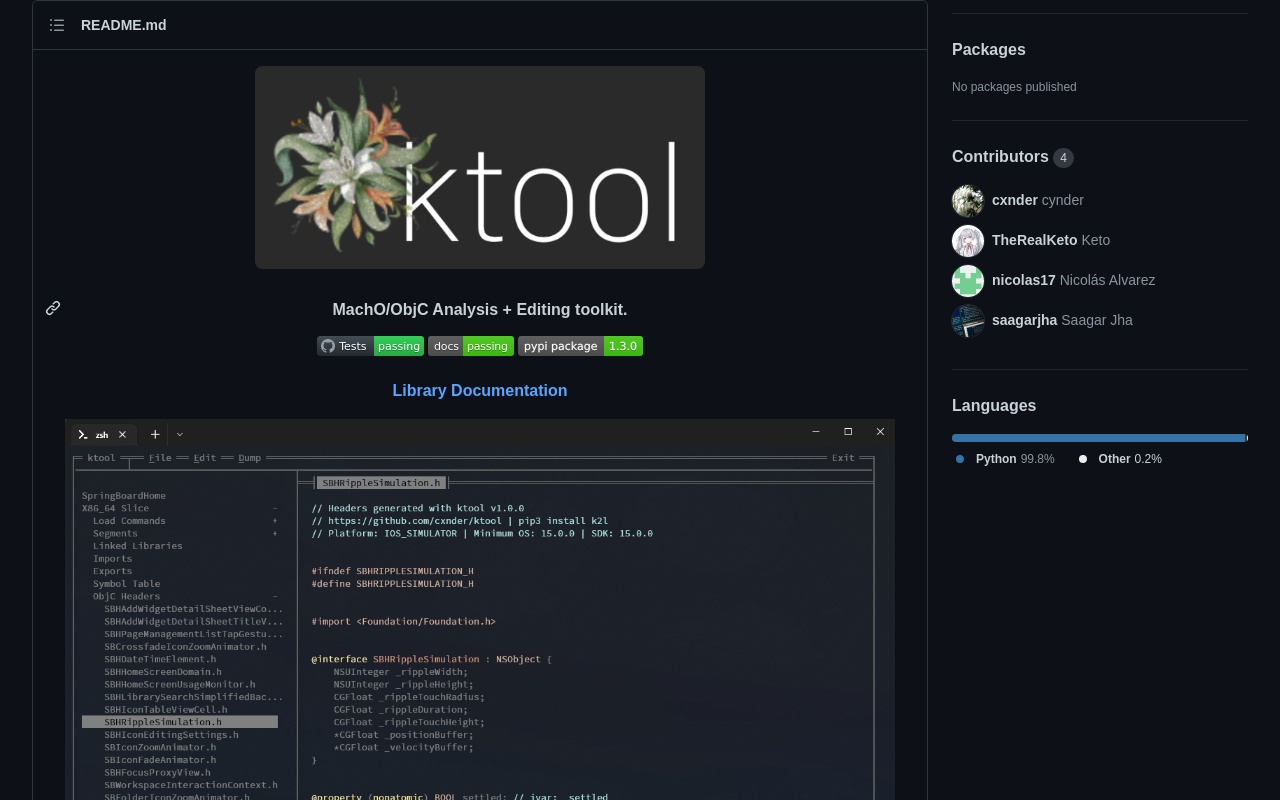 README.md
ktool
MachO/ObjC Analysis + Editing toolkit.
Tests passing docs passing pypi package 1.3.0
Library Documentation
zsh
ktool File Edit Dump Exit
SpringBoardHome
X86_64 Slice -
Load Commands +
Segments +
Linked Libraries
Imports
Exports
Symbol Table
ObjC Headers -
SBHAddWidgetDetailSheetViewCo...
SBHAddWidgetDetailSheetTitleV...
SBHPageManagementListTapGestu...
SBCrossfadeIconZoomAnimator.h
SBHDateTimeElement.h
SBHHomeScreenDomain.h
SBHHomeScreenUsageMonitor.h
SBHLibrarySearchSimplifiedBac...
SBHIconTableViewCell.h
SBHRippleSimulation.h
SBHIconEditingSettings.h
SBIconZoomAnimator.h
SBIconFadeAnimator.h
SBHFocusProxyView.h
SBWorkspaceInteractionContext.h
SBFolderIconZoomAnimator.h
SBHRippleSimulation.h
// Headers generated with ktool v1.0.0
// https://github.com/cxnder/ktool | pip3 install k2l
// Platform: IOS_SIMULATOR | Minimum OS: 15.0.0 | SDK: 15.0.0
#ifndef SBHRIPPLESIMULATION_H
#define SBHRIPPLESIMULATION_H
#import <Foundation/Foundation.h>
@interface SBHRippleSimulation : NSObject {
NSUInteger _rippleWidth;
NSUInteger _rippleHeight;
CGFloat _rippleTouchRadius;
CGFloat _rippleDuration;
CGFloat _rippleTouchHeight;
*CGFloat _positionBuffer;
*CGFloat _velocityBuffer;
}
@property (nonatomic) BOOL settled; // ivar: _settled
Packages
No packages published
Contributors 4
cxnder cynder
TheRealKeto Keto
nicolas17 Nicolás Alvarez
saagarjha Saagar Jha
Languages
Python 99.8% Other 0.2%